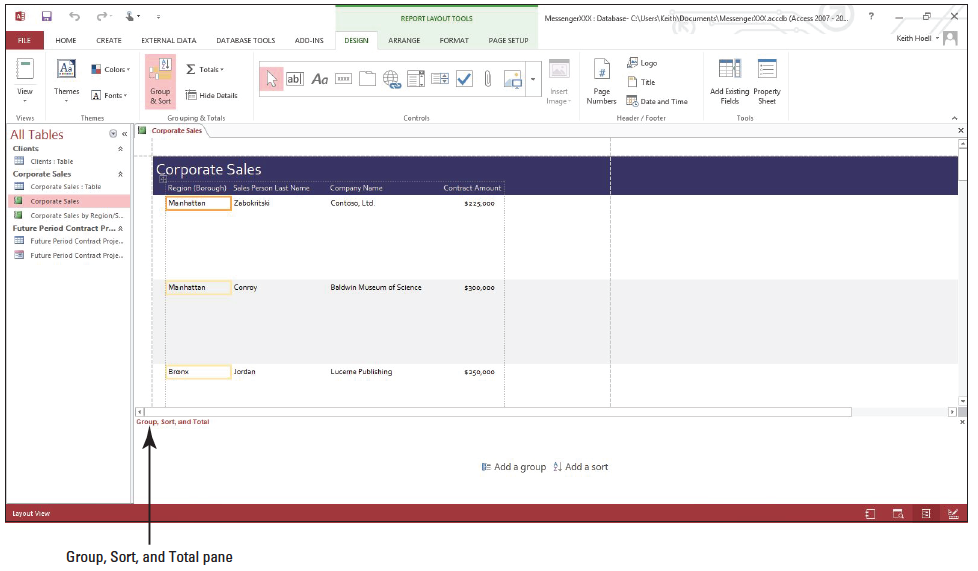 REPORT LAYOUT TOOLS
MessengerXXX : Database- C:\Users\Keith\Documents\MessengerXXX.accdb (Access 2007 - 20...
?
FILE HOME CREATE EXTERNAL DATA DATABASE TOOLS ADD-INS DESIGN ARRANGE FORMAT PAGE SETUP
Keith Hoell
View
Themes
Colors
Fonts
Group & Sort
Totals
Hide Details
ab|
Aa
xxxx
Insert Image
Page Numbers
Logo
Title
Date and Time
Add Existing Fields
Property Sheet
Views Themes Grouping & Totals Controls Header / Footer Tools
All Tables
Clients
Clients : Table
Corporate Sales
Corporate Sales : Table
Corporate Sales
Corporate Sales by Region/S...
Future Period Contract Pr...
Future Period Contract Proje...
Future Period Contract Proje...
Corporate Sales
Corporate Sales
Region (Borough) Sales Person Last Name Company Name Contract Amount
Manhattan Zabokritski Contoso, Ltd. $225,000
Manhattan Conroy Baldwin Museum of Science $300,000
Bronx Jordan Lucerne Publishing $250,000
Group, Sort, and Total
Add a group Add a sort
Layout View
Group, Sort, and Total pane